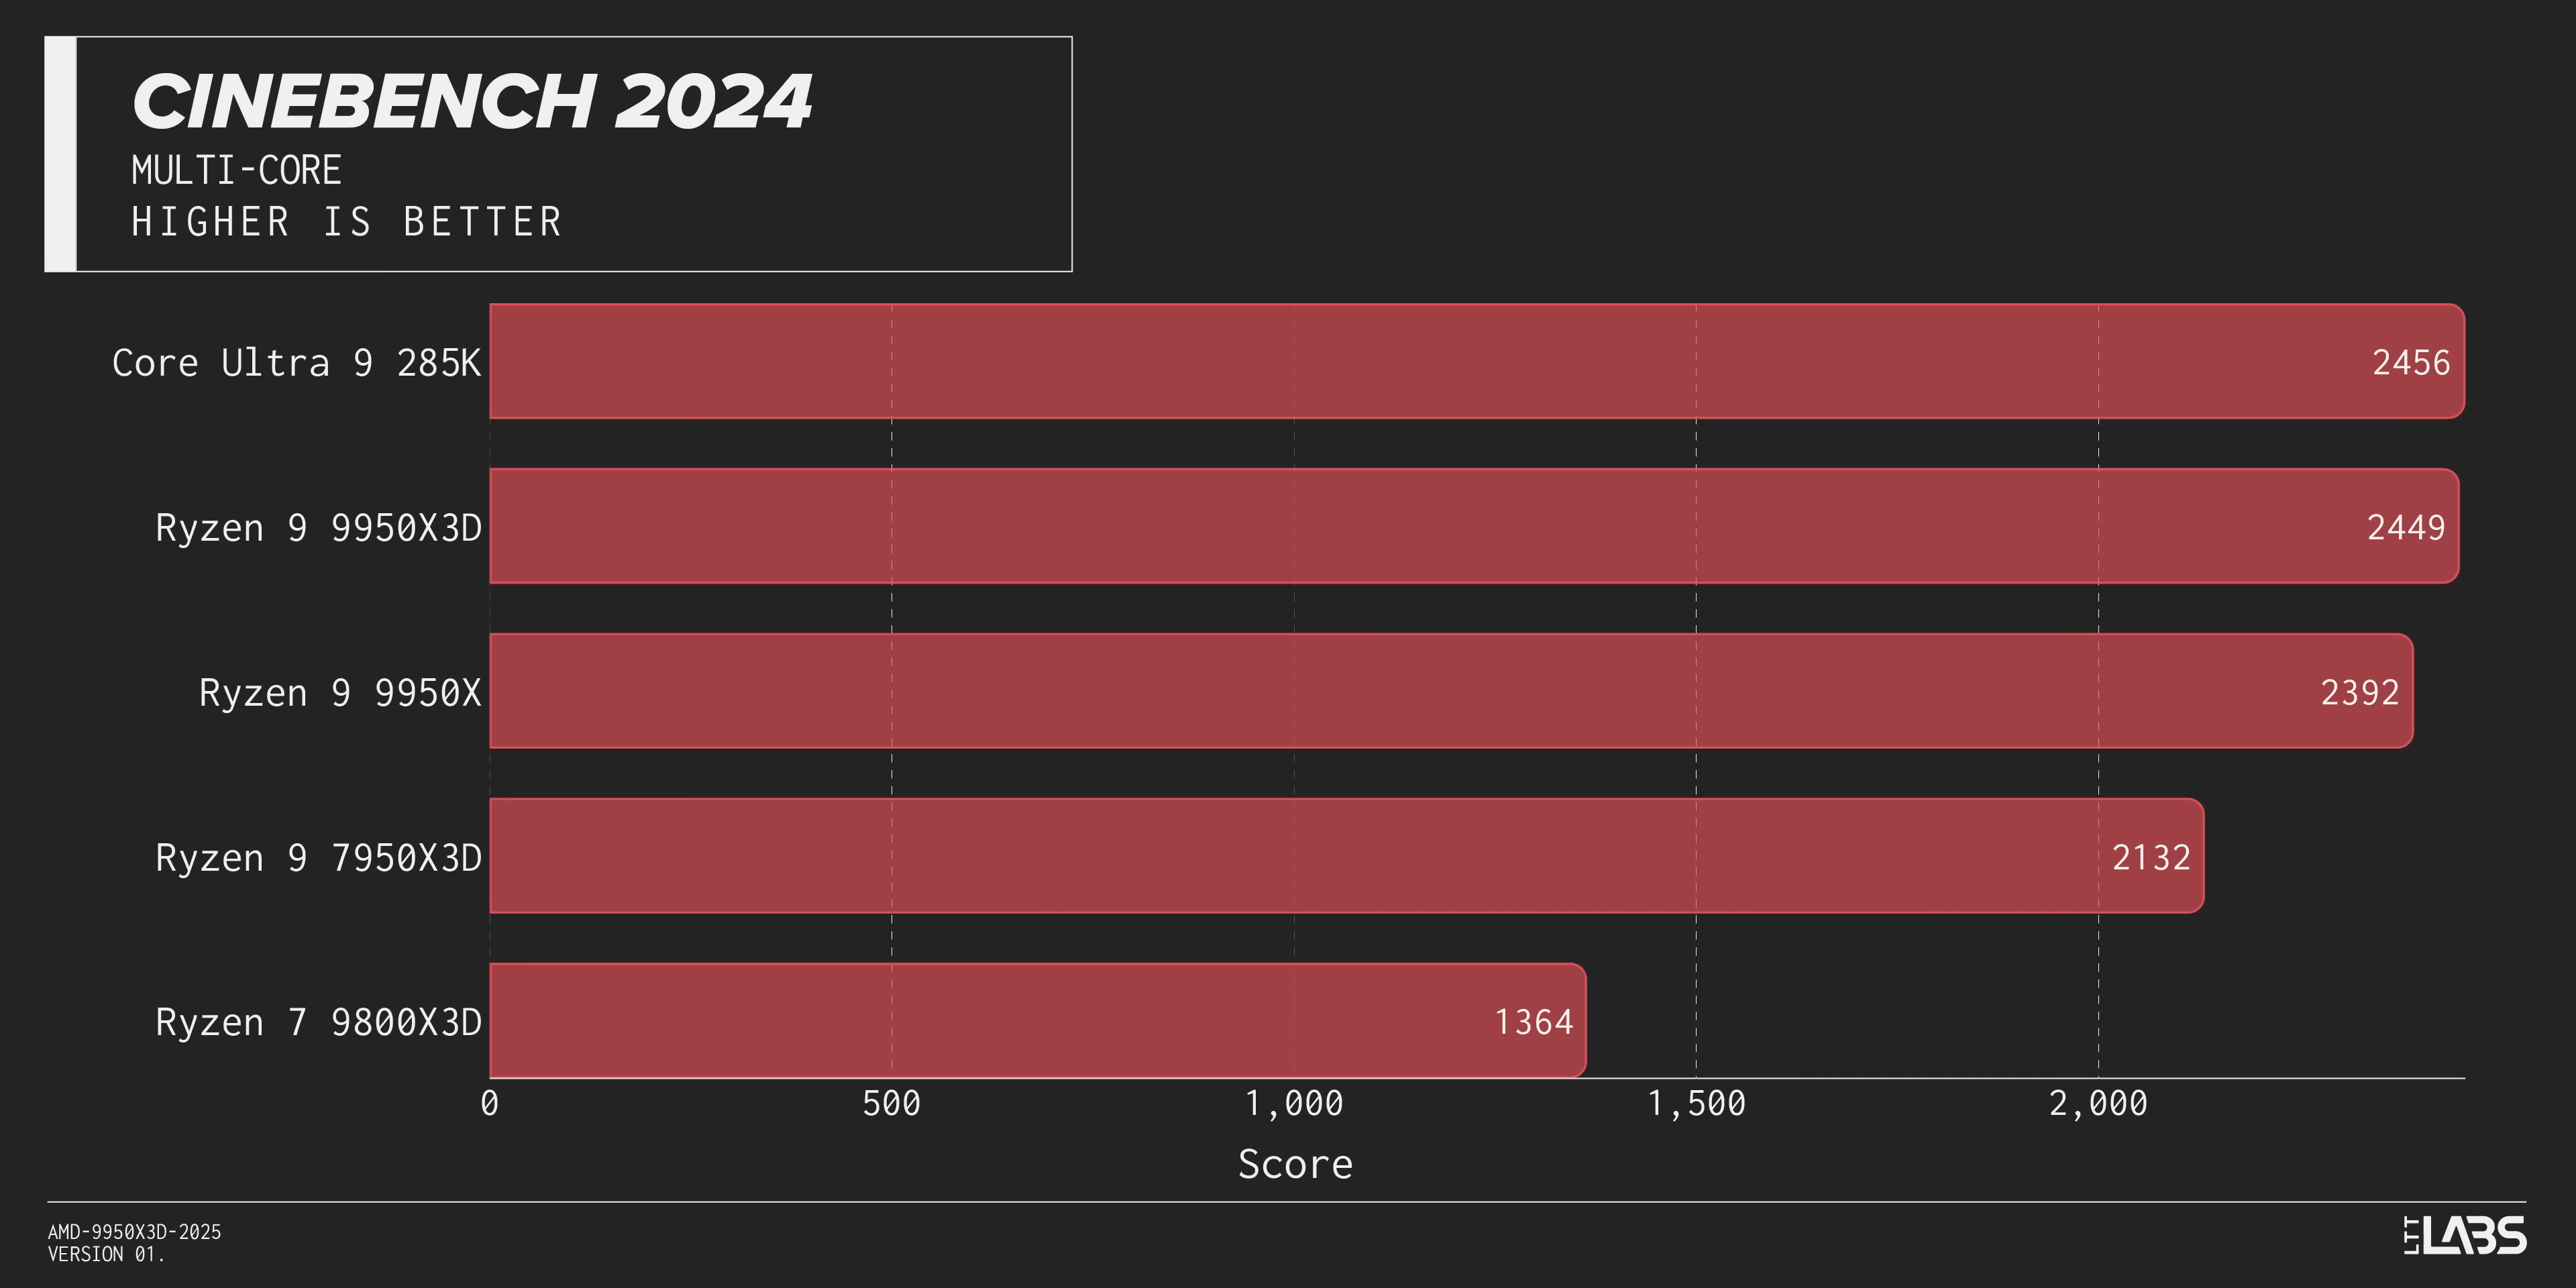 CINEBENCH 2024
MULTI-CORE
HIGHER IS BETTER
Core Ultra 9 285K 2456
Ryzen 9 9950X3D 2449
Ryzen 9 9950X 2392
Ryzen 9 7950X3D 2132
Ryzen 7 9800X3D 1364
0 500 1,000 1,500 2,000
Score
AMD-9950X3D-2025
VERSION 01.
LTT LABS